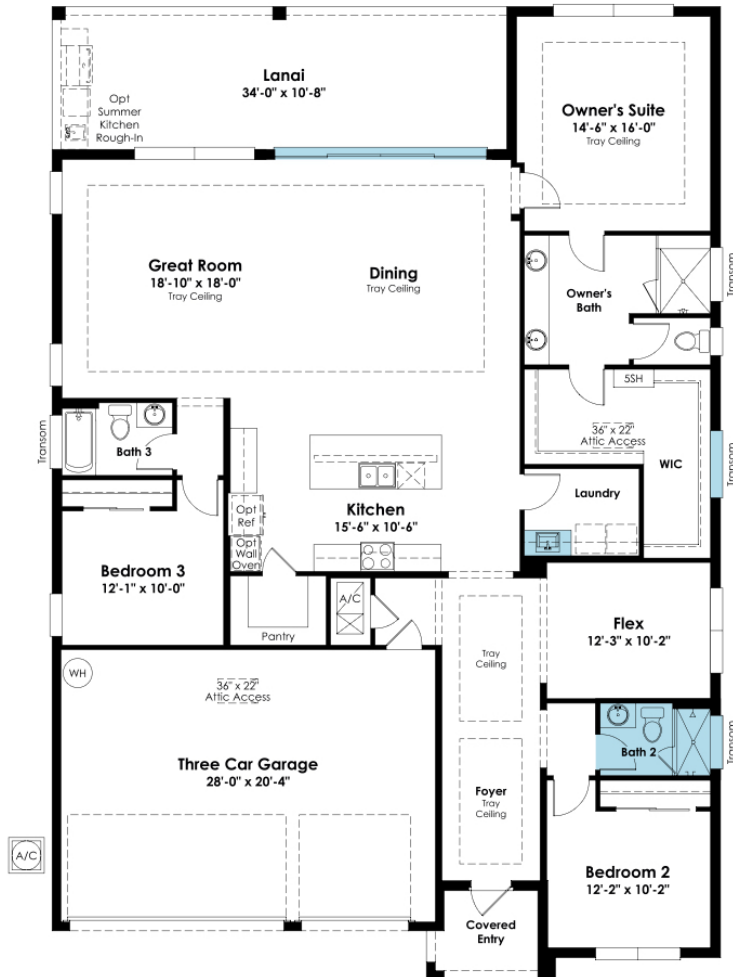 Lanai
34'-0" x 10'-8"
Opt
Summer
Kitchen
Rough-In
Owner's Suite
14'-6" x 16'-0"
Tray Ceiling
Great Room
18'-10" x 18'-0"
Tray Ceiling
Dining
Tray Ceiling
Owner's
Bath
Transom
5SH
36" x 22"
Attic Access
WIC
Transom
Transom
Bath 3
Laundry
Kitchen
15'-6" x 10'-6"
Opt
Ref
Opt
Wall
Oven
Bedroom 3
12'-1" x 10'-0"
A/C
Pantry
Flex
12'-3" x 10'-2"
Tray
Ceiling
WH
36" x 22"
Attic Access
Three Car Garage
28'-0" x 20'-4"
Bath 2
Transom
Foyer
Tray
Ceiling
A/C
Bedroom 2
12'-2" x 10'-2"
Covered
Entry